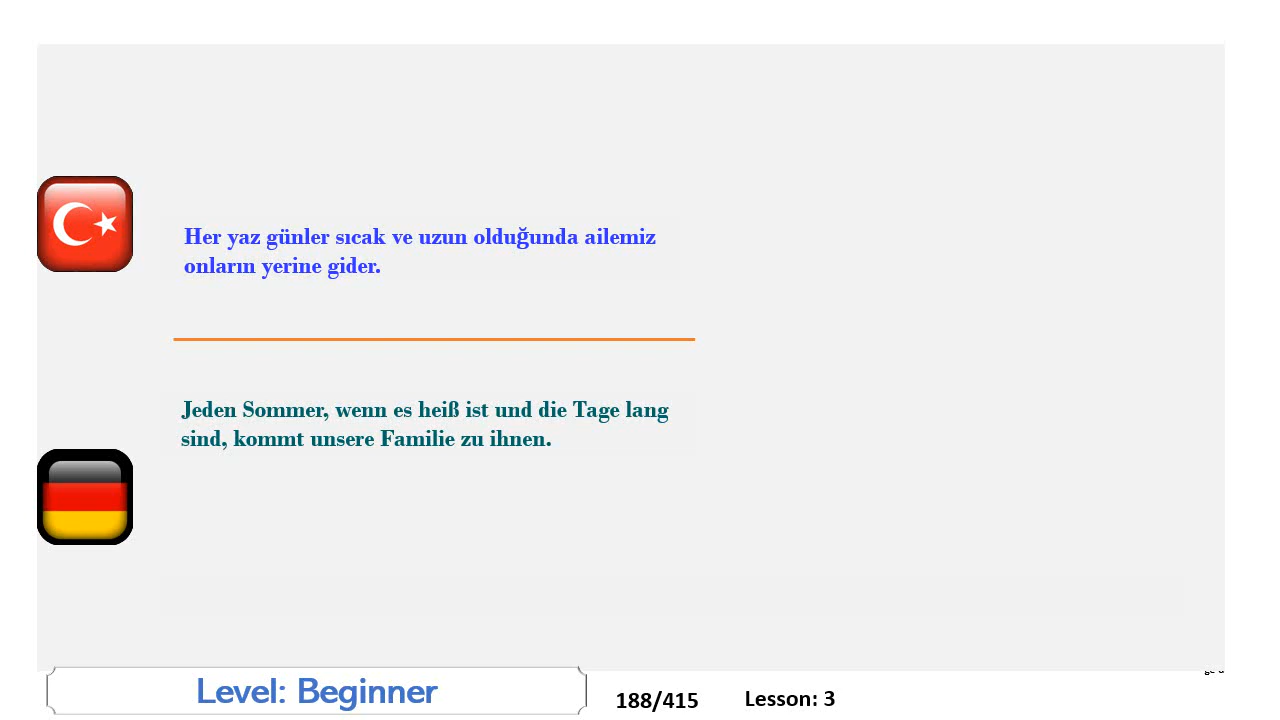 Her yaz günler sıcak ve uzun olduğunda ailemiz
onların yerine gider.
Jeden Sommer, wenn es heiß ist und die Tage lang
sind, kommt unsere Familie zu ihnen.
Level: Beginner
188/415
Lesson: 3